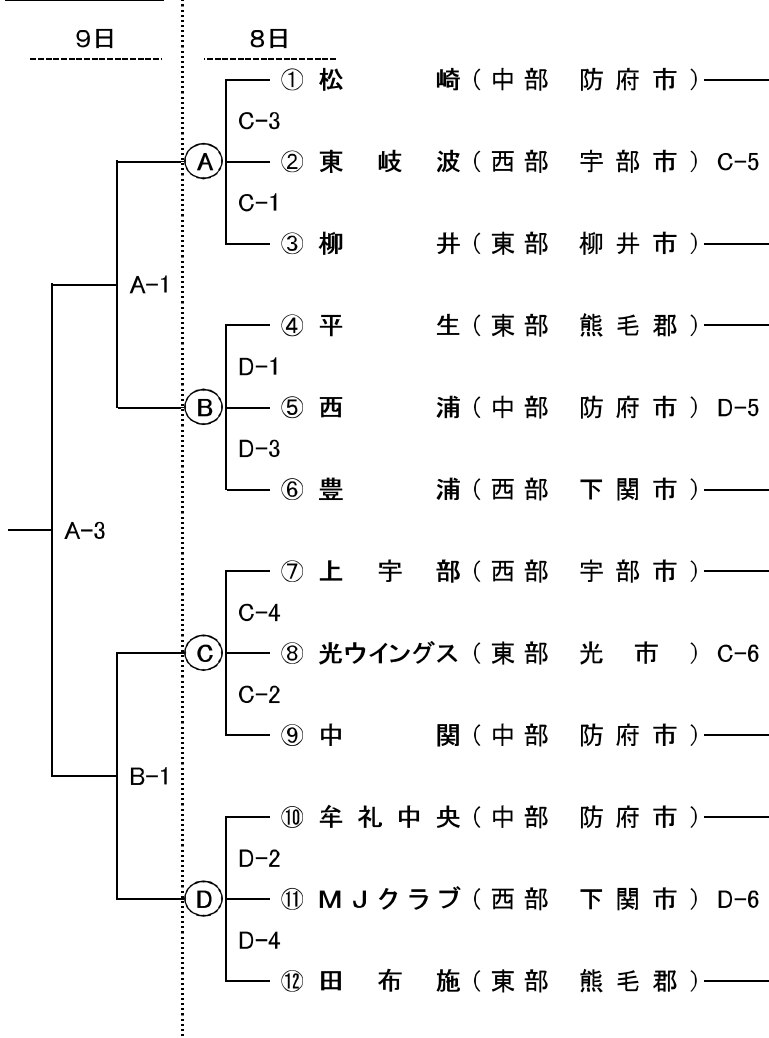 ９日 ８日
① 松崎（中部 防府市）
C-3
Ⓐ ② 東岐波（西部 宇部市） C-5
C-1
③ 柳井（東部 柳井市）
A-1
④ 平生（東部 熊毛郡）
D-1
Ⓑ ⑤ 西浦（中部 防府市） D-5
D-3
⑥ 豊浦（西部 下関市）
A-3
⑦ 上宇部（西部 宇部市）
C-4
Ⓒ ⑧ 光ウイングス（東部 光市） C-6
C-2
⑨ 中関（中部 防府市）
B-1
⑩ 牟礼中央（中部 防府市）
D-2
Ⓓ ⑪ ＭＪクラブ（西部 下関市） D-6
D-4
⑫ 田布施（東部 熊毛郡）